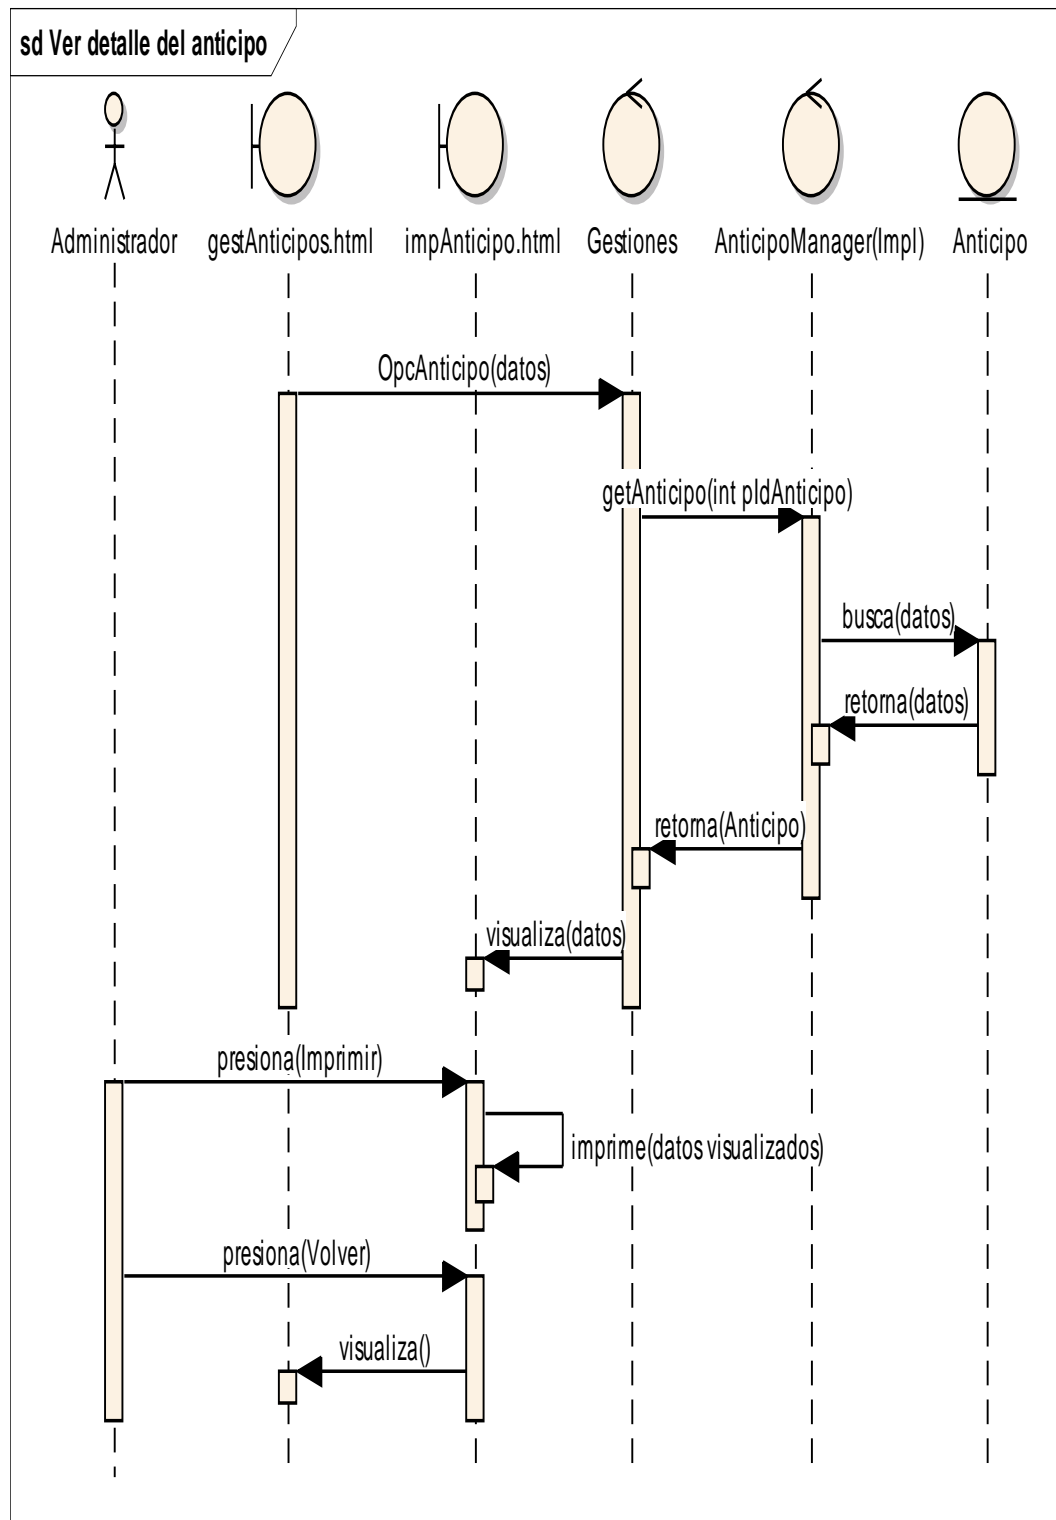 sd Ver detalle del anticipo
Administrador
gestAnticipos.html
impAnticipo.html
Gestiones
AnticipoManager(Impl)
Anticipo
OpcAnticipo(datos)
getAnticipo(int pIdAnticipo)
busca(datos)
retorna(datos)
retorna(Anticipo)
visualiza(datos)
presiona(Imprimir)
imprime(datos visualizados)
presiona(Volver)
visualiza()